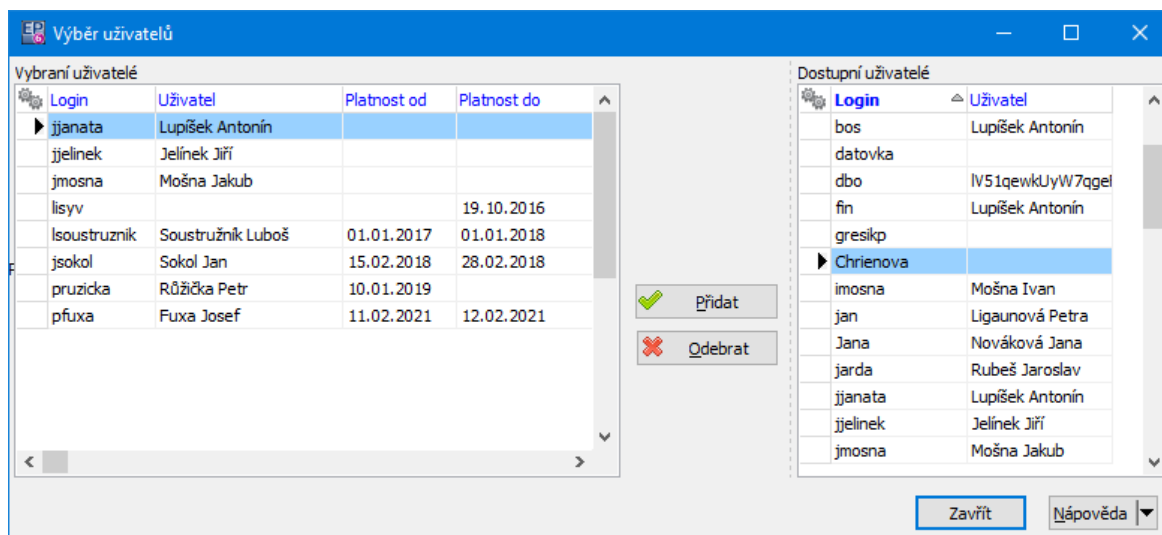 Výběr uživatelů
Vybraní uživatelé
Login Uživatel Platnost od Platnost do
jjanata Lupíšek Antonín
jjelinek Jelínek Jiří
jmosna Mošna Jakub
lisyv 19.10.2016
lsoustruznik Soustružník Luboš 01.01.2017 01.01.2018
jsokol Sokol Jan 15.02.2018 28.02.2018
pruzicka Růžička Petr 10.01.2019
pfuxa Fuxa Josef 11.02.2021 12.02.2021
Přidat
Odebrat
Dostupní uživatelé
Login Uživatel
bos Lupíšek Antonín
datovka
dbo
fin Lupíšek Antonín
gresikp
Chrienova
imosna Mošna Ivan
jan Ligaunová Petra
Jana Nováková Jana
jarda Rubeš Jaroslav
jjanata Lupíšek Antonín
jjelinek Jelínek Jiří
jmosna Mošna Jakub
Zavřít
Nápověda